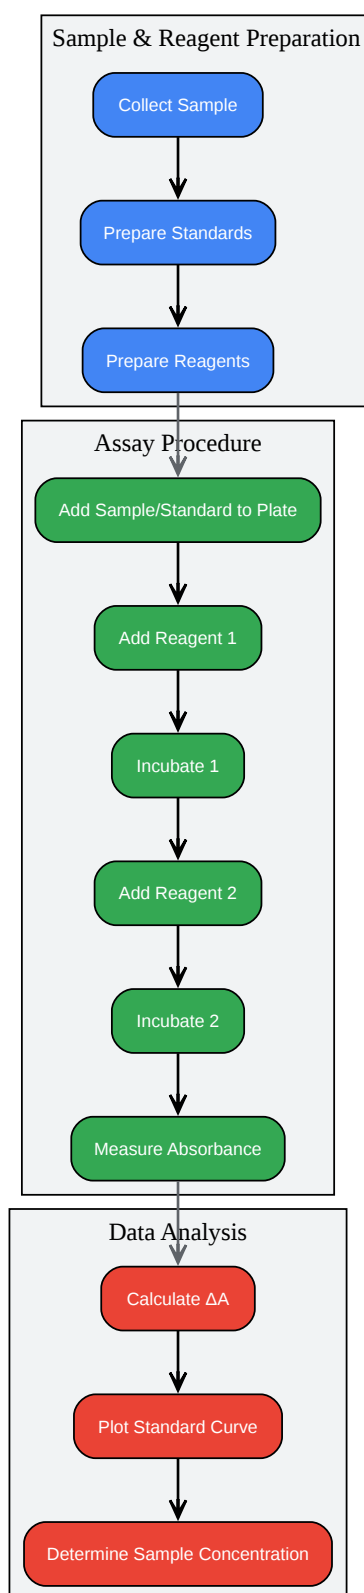 Sample & Reagent Preparation
Collect Sample
Prepare Standards
Prepare Reagents
Assay Procedure
Add Sample/Standard to Plate
Add Reagent 1
Incubate 1
Add Reagent 2
Incubate 2
Measure Absorbance
Data Analysis
Calculate ΔA
Plot Standard Curve
Determine Sample Concentration